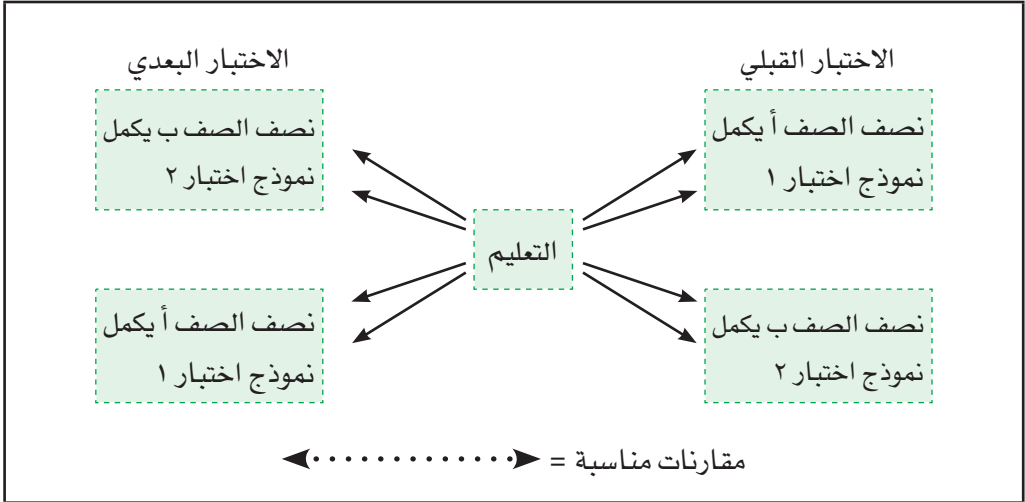 الاختبار القبلي
نصف الصف أ يكمل
نموذج اختبار ١
نصف الصف ب يكمل
نموذج اختبار ٢
التعليم
الاختبار البعدي
نصف الصف ب يكمل
نموذج اختبار ٢
نصف الصف أ يكمل
نموذج اختبار ١
مقارنات مناسبة =